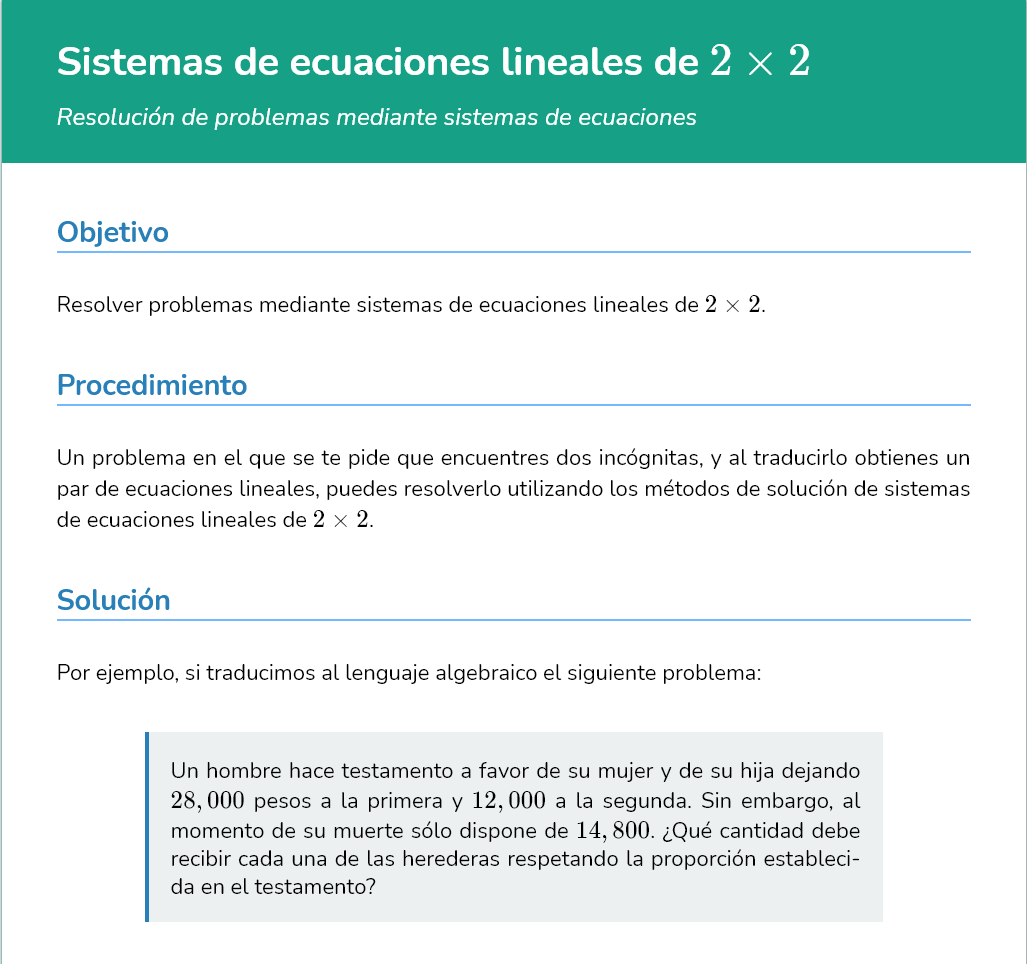 Sistemas de ecuaciones lineales de 2 × 2
Resolución de problemas mediante sistemas de ecuaciones
Objetivo
Resolver problemas mediante sistemas de ecuaciones lineales de 2 × 2.
Procedimiento
Un problema en el que se te pide que encuentres dos incógnitas, y al traducirlo obtienes un
par de ecuaciones lineales, puedes resolverlo utilizando los métodos de solución de sistemas
de ecuaciones lineales de 2 × 2.
Solución
Por ejemplo, si traducimos al lenguaje algebraico el siguiente problema:
Un hombre hace testamento a favor de su mujer y de su hija dejando
28,000 pesos a la primera y 12,000 a la segunda. Sin embargo, al
momento de su muerte sólo dispone de 14,800. ¿Qué cantidad debe
recibir cada una de las herederas respetando la proporción estableci-
da en el testamento?